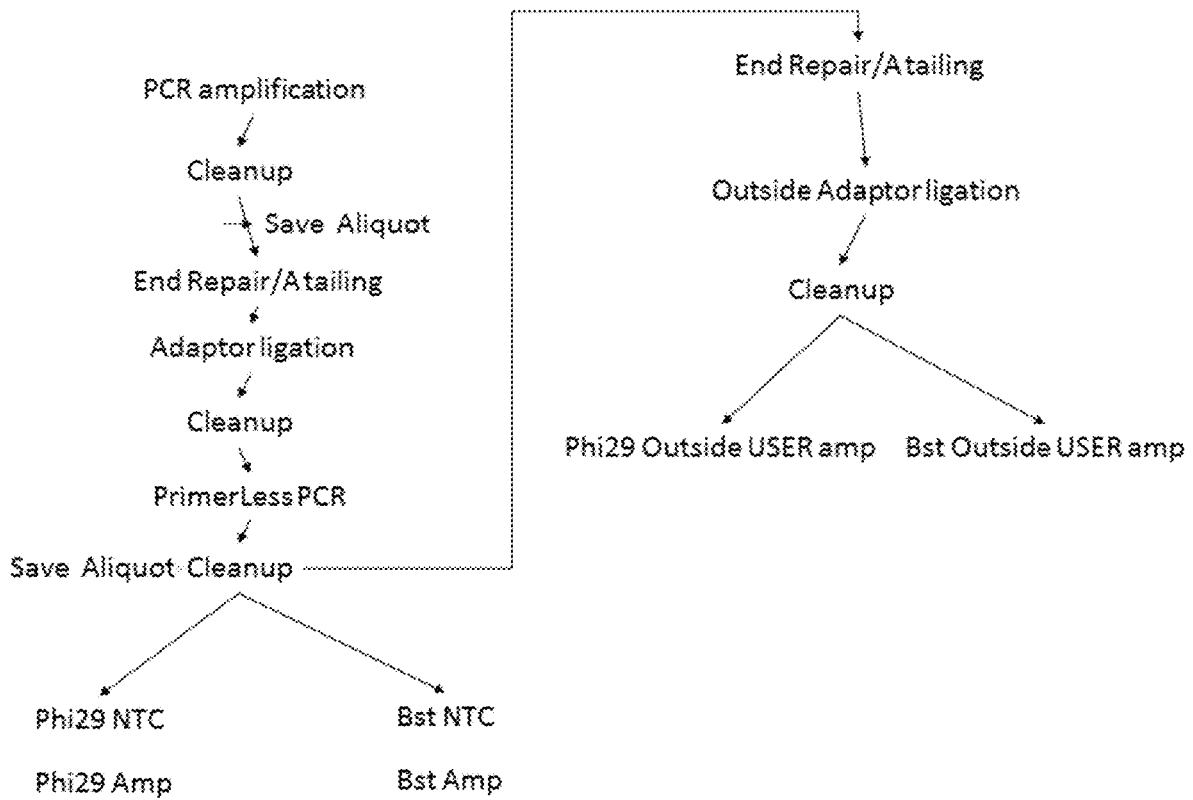 PCR amplification
Cleanup
Save Aliquot
End Repair/A tailing
Adaptor ligation
Cleanup
PrimerLess PCR
Save Aliquot Cleanup
Phi29 NTC
Bst NTC
Phi29 Amp
Bst Amp
End Repair/A tailing
Outside Adaptor ligation
Cleanup
Phi29 Outside USER amp
Bst Outside USER amp